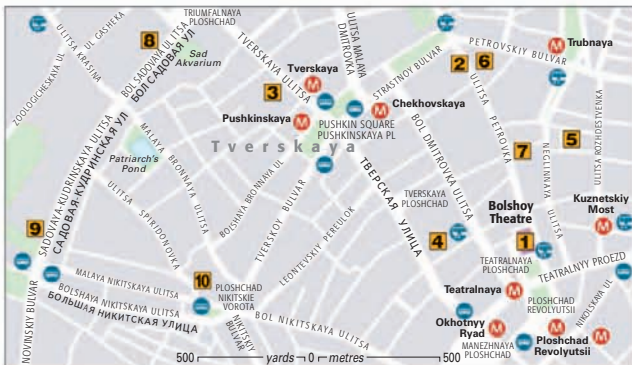 TRIUMFALNAYA
PLOSHCHAD
UL GASHEKA
ULITSA KRASINA
ZOOLOGICHESKAYA UL
8
Sad
Akvarium
BOL SADOVAYA ULITSA
БОЛ САДОВАЯ УЛ
TVERSKAYA ULITSA
ULITSA MALAYA
DMITROVKA
Tverskaya
M
3
Pushkinskaya
M
STRASTNOY BULVAR
M
Chekhovskaya
PUSHKIN SQUARE
PUSHKINSKAYA PL
PETROVSKIY BULVAR
M
Trubnaya
2
6
ULITSA PETROVKA
7
5
NEGLINNAYA ULITSA
ULITSA ROZHDESTVENKA
Tverskaya
MALAYA BRONNAYA ULITSA
Patriarch's
Pond
SADOVAYA-KUDRINSKAYA ULITSA
САДОВАЯ-КУДРИНСКАЯ УЛ
ULITSA SPIRIDONOVKA
BOLSHAYA BRONNAYA UL
TVERSKOY BULVAR
LEONTEVSKIY PEREULOK
ТВЕРСКАЯ УЛИЦА
BOL DMITROVKA ULITSA
TVERSKAYA
PLOSHCHAD
4
Bolshoy
Theatre
1
TEATRALNAYA
PLOSHCHAD
Kuznetskiy
Most
M
TEATRALNYY PROEZD
9
NOVINSKIY BULVAR
MALAYA NIKITSKAYA ULITSA
BOLSHAYA NIKITSKAYA ULITSA
БОЛЬШАЯ НИКИТСКАЯ УЛИЦА
10
PLOSHCHAD
NIKITSKIE
VOROTA
NIKITSKIY
BULVAR
BOL NIKITSKAYA ULITSA
Teatralnaya
M
PLOSHCHAD
REVOLYUTSII
NIKOLSKAYA UL
Okhotnyy
Ryad
M
MANEZHNAYA
PLOSHCHAD
M
Ploshchad
Revolyutsii
M
500 yards 0 metres 500